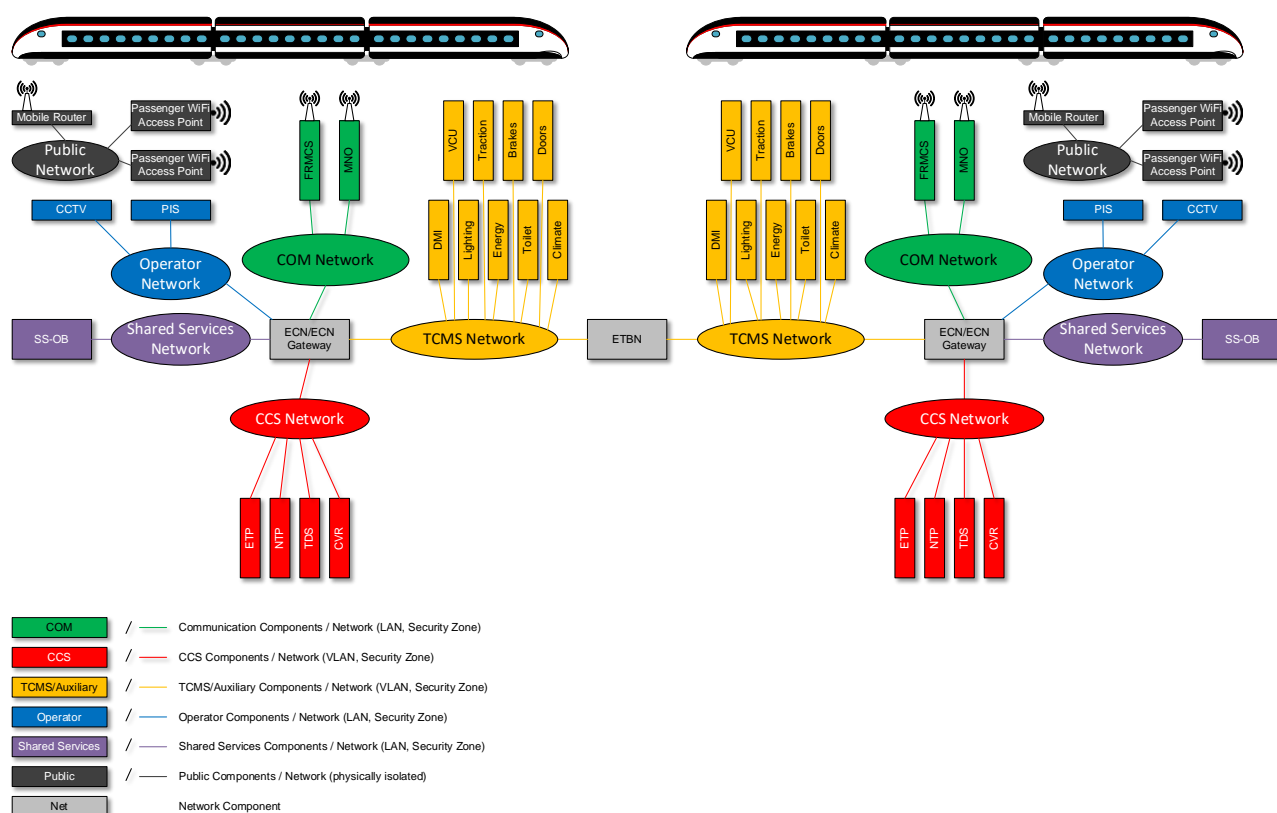 Mobile Router
Public
Network
Passenger WiFi
Access Point
Passenger WiFi
Access Point
CCTV
PIS
Operator
Network
FRMCS
MNO
COM Network
VCU
Traction
Brakes
Doors
DMI
Lighting
Energy
Toilet
Climate
SS-OB
Shared Services
Network
ECN/ECN
Gateway
TCMS Network
ETBN
CCS Network
ETP
NTP
TDS
CVR
VCU
Traction
Brakes
Doors
DMI
Lighting
Energy
Toilet
Climate
TCMS Network
FRMCS
MNO
COM Network
Mobile Router
Public
Network
Passenger WiFi
Access Point
Passenger WiFi
Access Point
PIS
CCTV
Operator
Network
ECN/ECN
Gateway
Shared Services
Network
SS-OB
CCS Network
ETP
NTP
TDS
CVR
COM / Communication Components / Network (LAN, Security Zone)
CCS / CCS Components / Network (VLAN, Security Zone)
TCMS/Auxiliary / TCMS/Auxiliary Components / Network (VLAN, Security Zone)
Operator / Operator Components / Network (LAN, Security Zone)
Shared Services / Shared Services Components / Network (LAN, Security Zone)
Public / Public Components / Network (physically isolated)
Net Network Component